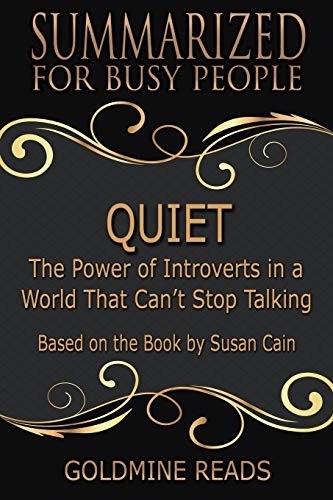 SUMMARIZED
FOR BUSY PEOPLE
QUIET
The Power of Introverts in a
World That Can't Stop Talking
Based on the Book by Susan Cain
GOLDMINE READS